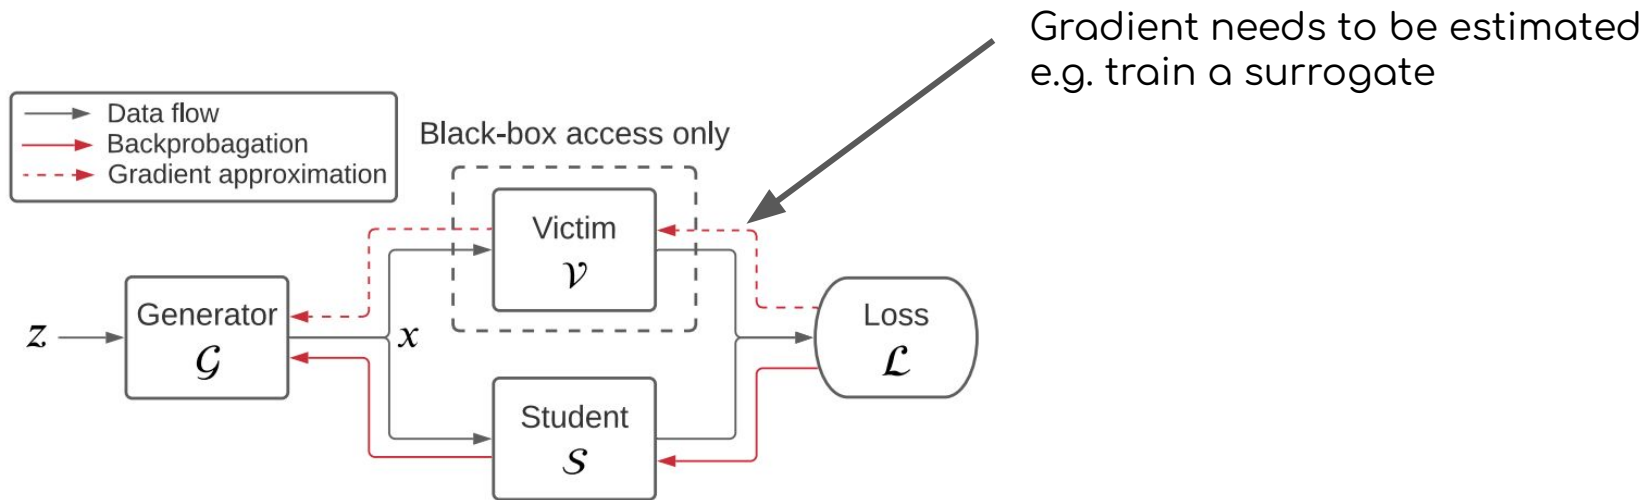 Gradient needs to be estimated
e.g. train a surrogate
Data flow
Backprobagation
Gradient approximation
Black-box access only
Victim
𝒱
Generator
𝒢
z
x
Loss
ℒ
Student
𝒮